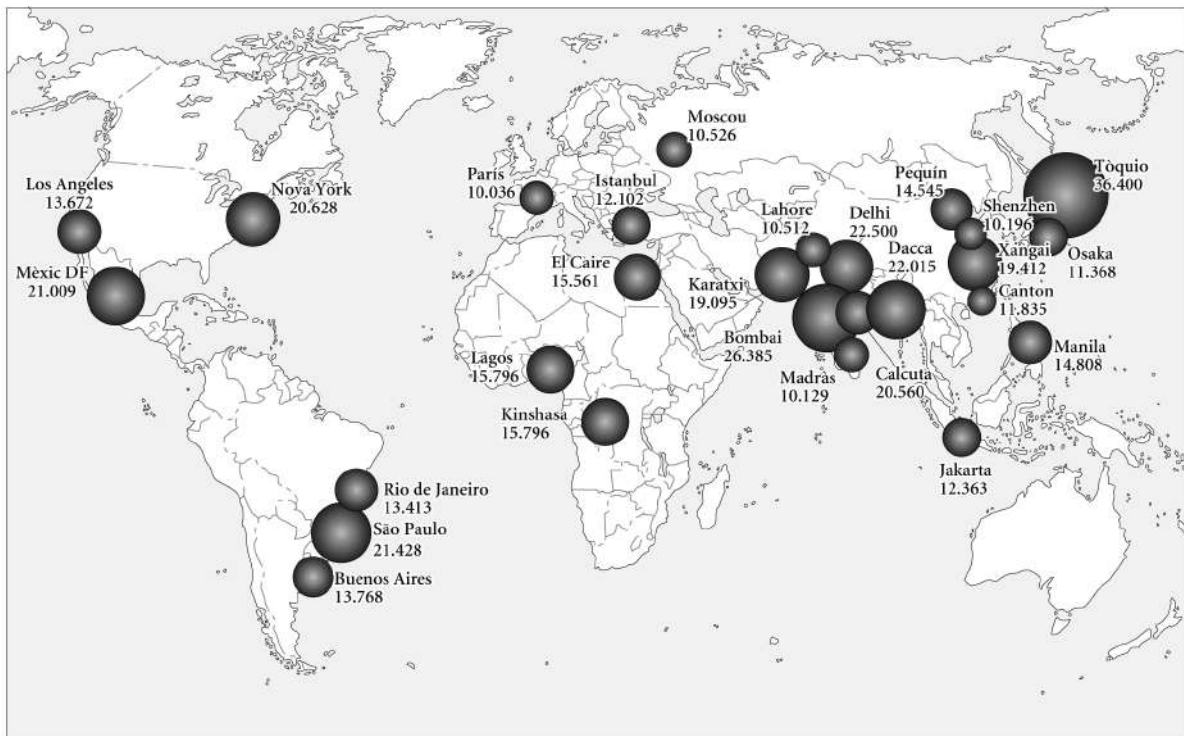 Moscou
10.526
París
10.036
Istanbul
12.102
Pequín
14.545
Tòquio
36.400
Los Angeles
13.672
Nova York
20.628
Lahore
10.512
Delhi
22.500
Shenzhen
10.196
Mèxic DF
21.009
El Caire
15.561
Karatxi
19.095
Dacca
22.015
Xangai
19.412
Osaka
11.368
Canton
11.835
Bombai
26.385
Lagos
15.796
Madràs
10.129
Calcuta
20.560
Manila
14.808
Kinshasa
15.796
Jakarta
12.363
Rio de Janeiro
13.413
São Paulo
21.428
Buenos Aires
13.768